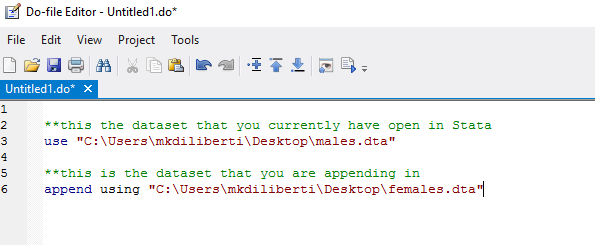 Do-file Editor - Untitled1.do*
File Edit View Project Tools
Untitled1.do* ×
1
2 **this the dataset that you currently have open in Stata
3 use "C:\Users\mkdiliberti\Desktop\males.dta"
4
5 **this is the dataset that you are appending in
6 append using "C:\Users\mkdiliberti\Desktop\females.dta"